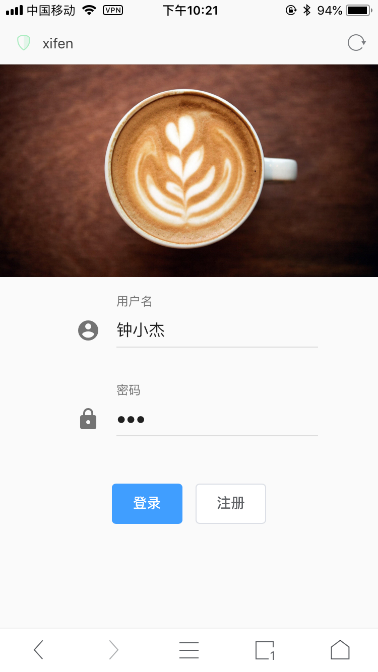 中国移动 VPN 下午10:21 94%
xifen
用户名
钟小杰
密码
•••
登录 注册
1